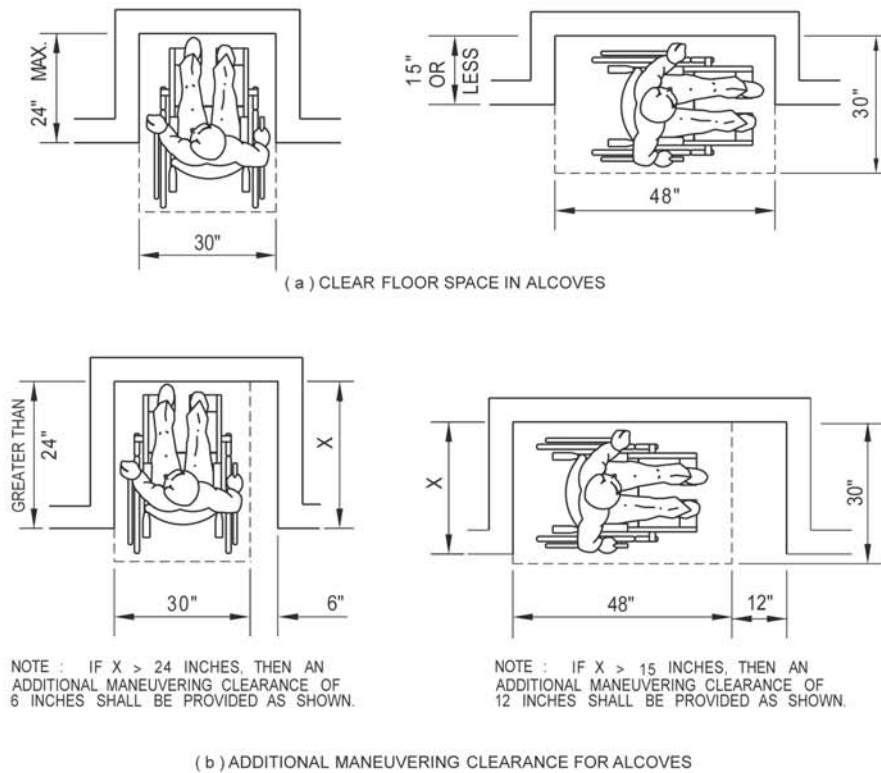 24" MAX.
30"
15"
OR
LESS
30"
48"
( a ) CLEAR FLOOR SPACE IN ALCOVES
GREATER THAN
24"
X
30"
6"
X
30"
48"
12"
NOTE : IF X > 24 INCHES, THEN AN
ADDITIONAL MANEUVERING CLEARANCE OF
6 INCHES SHALL BE PROVIDED AS SHOWN.
NOTE : IF X > 15 INCHES, THEN AN
ADDITIONAL MANEUVERING CLEARANCE OF
12 INCHES SHALL BE PROVIDED AS SHOWN.
( b ) ADDITIONAL MANEUVERING CLEARANCE FOR ALCOVES